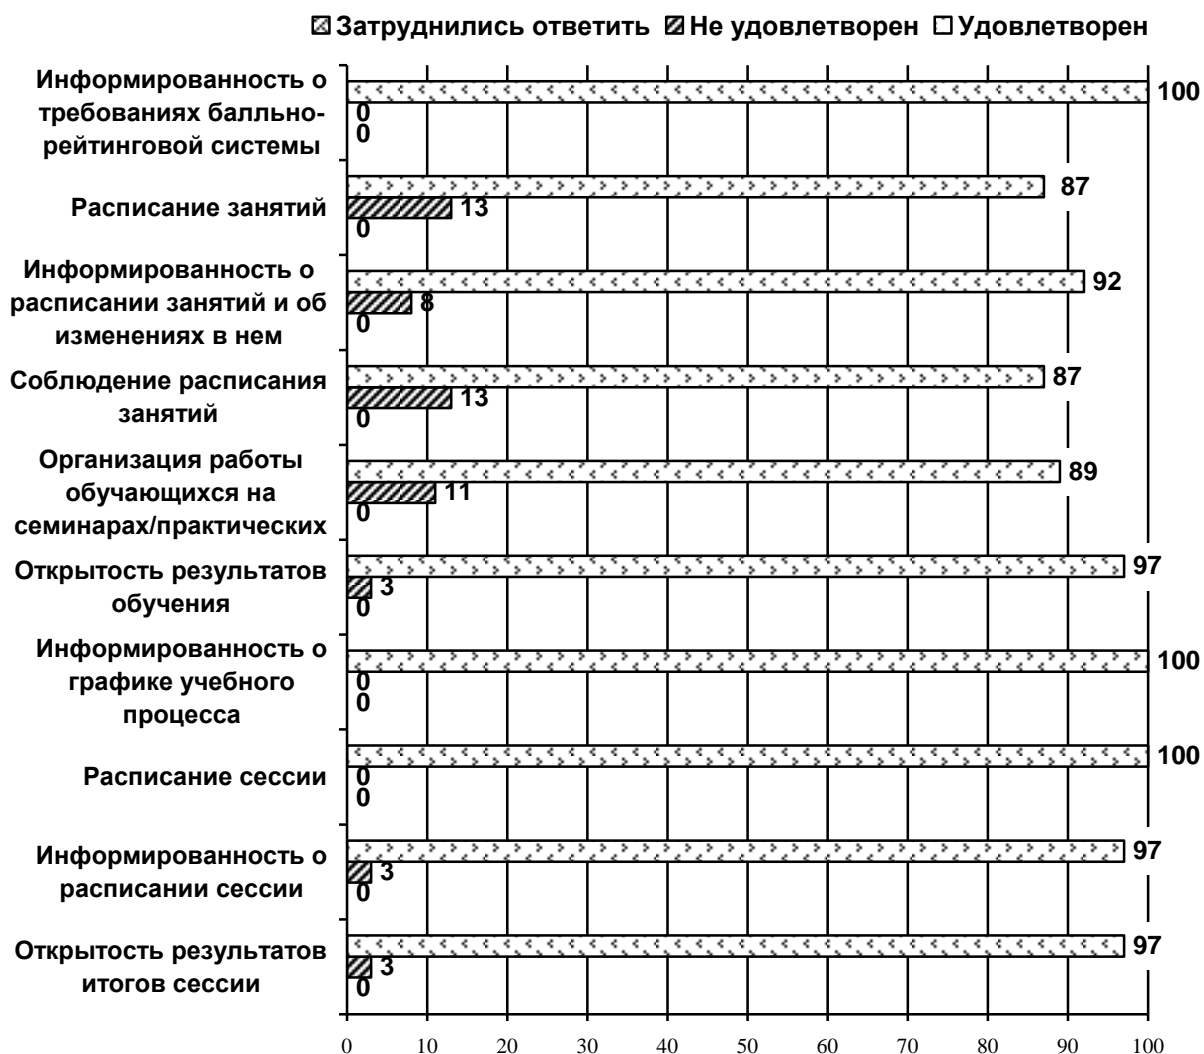 Затруднились ответить Не удовлетворен Удовлетворен
Информированность о
требованиях балльно-
рейтинговой системы
100
0
0
Расписание занятий
87
13
0
Информированность о
расписании занятий и об
изменениях в нем
92
8
0
Соблюдение расписания
занятий
87
13
0
Организация работы
обучающихся на
семинарах/практических
89
11
0
Открытость результатов
обучения
97
3
0
Информированность о
графике учебного
процесса
100
0
0
Расписание сессии
100
0
0
Информированность о
расписании сессии
97
3
0
Открытость результатов
итогов сессии
97
3
0
0 10 20 30 40 50 60 70 80 90 100